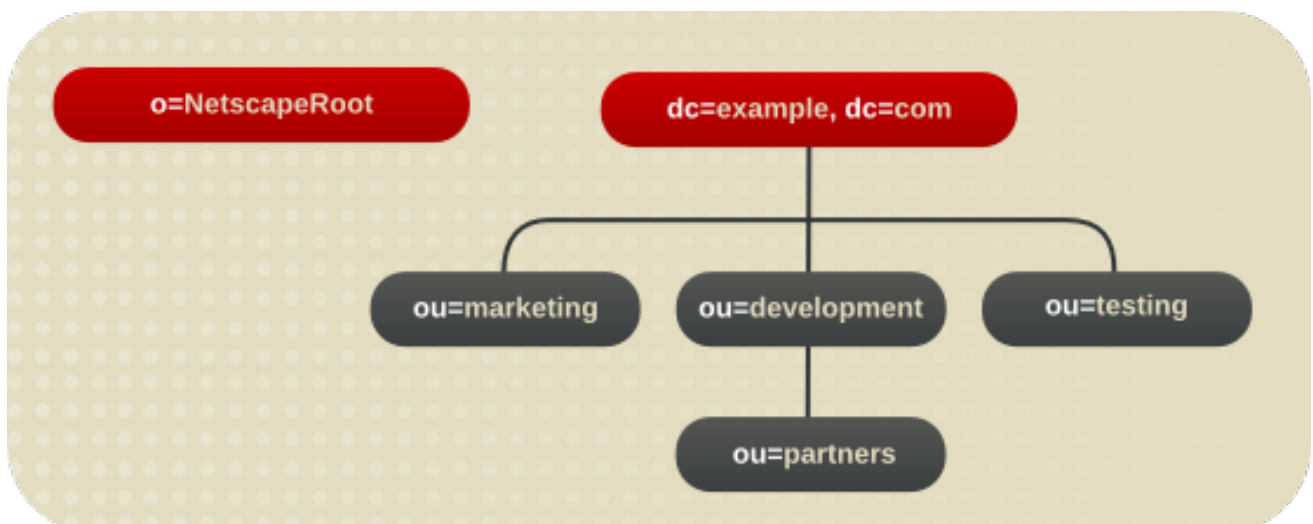 o=NetscapeRoot
dc=example, dc=com
ou=marketing
ou=development
ou=testing
ou=partners